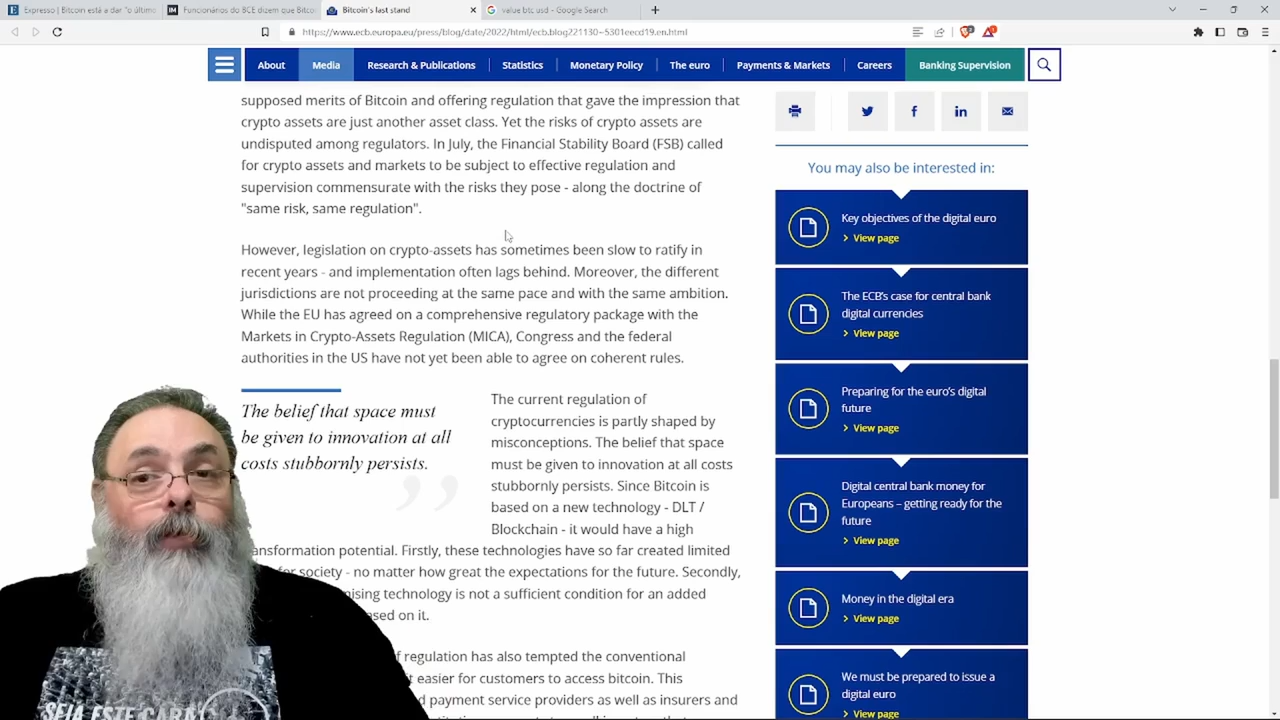 Expresso | Bitcoin está a dar "o último
Funcionários do BCE dizem que Bitco
Bitcoin's last stand
value btc usd - Google Search
https://www.ecb.europa.eu/press/blog/date/2022/html/ecb.blog221130~5301eecd19.en.html
About
Media
Research & Publications
Statistics
Monetary Policy
The euro
Payments & Markets
Careers
Banking Supervision
supposed merits of Bitcoin and offering regulation that gave the impression that
crypto assets are just another asset class. Yet the risks of crypto assets are
undisputed among regulators. In July, the Financial Stability Board (FSB) called
for crypto assets and markets to be subject to effective regulation and
supervision commensurate with the risks they pose - along the doctrine of
"same risk, same regulation".
However, legislation on crypto-assets has sometimes been slow to ratify in
recent years - and implementation often lags behind. Moreover, the different
jurisdictions are not proceeding at the same pace and with the same ambition.
While the EU has agreed on a comprehensive regulatory package with the
Markets in Crypto-Assets Regulation (MICA), Congress and the federal
authorities in the US have not yet been able to agree on coherent rules.
The belief that space must
be given to innovation at all
costs stubbornly persists.
The current regulation of
cryptocurrencies is partly shaped by
misconceptions. The belief that space
must be given to innovation at all costs
stubbornly persists. Since Bitcoin is
based on a new technology - DLT /
Blockchain - it would have a high
transformation potential. Firstly, these technologies have so far created limited
for society - no matter how great the expectations for the future. Secondly,
technology is not a sufficient condition for an added
on it.
of regulation has also tempted the conventional
easier for customers to access bitcoin. This
payment service providers as well as insurers and
You may also be interested in:
Key objectives of the digital euro
View page
The ECB's case for central bank
digital currencies
View page
Preparing for the euro's digital
future
View page
Digital central bank money for
Europeans – getting ready for the
future
View page
Money in the digital era
View page
We must be prepared to issue a
digital euro
View page